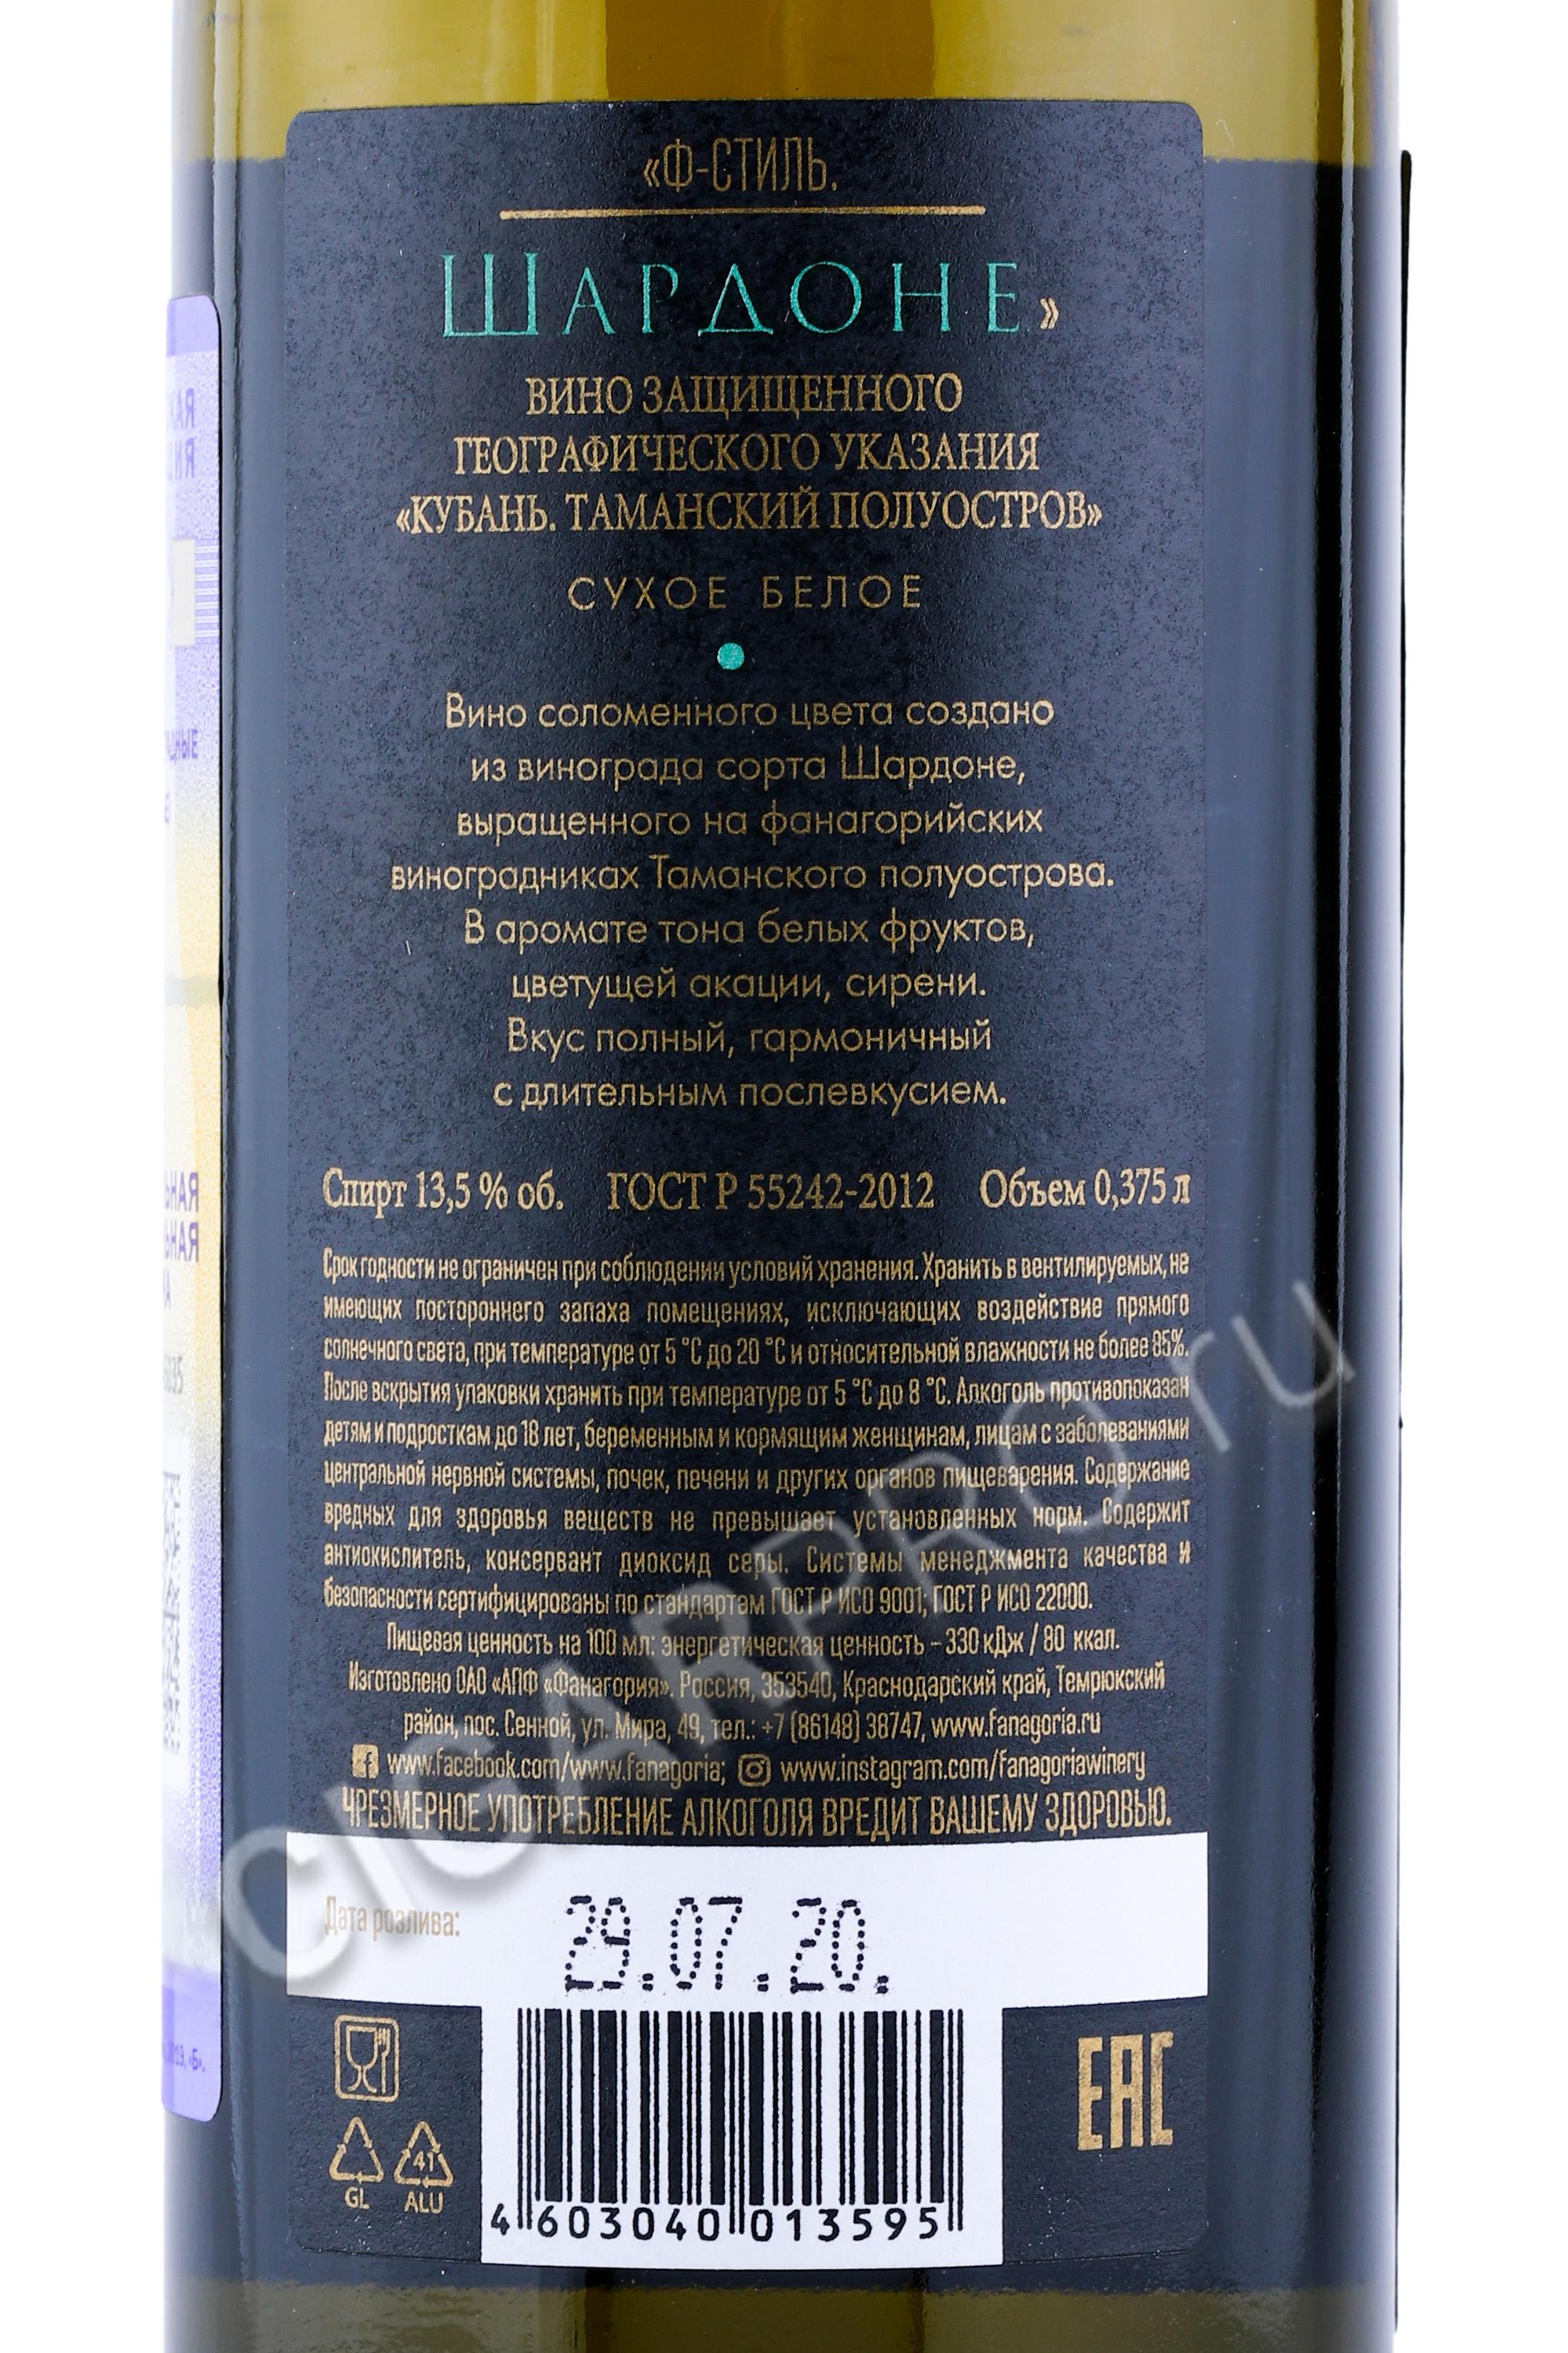 «Ф-СТИЛЬ.
ШАРДОНЕ»
ВИНО ЗАЩИЩЕННОГО
ГЕОГРАФИЧЕСКОГО УКАЗАНИЯ
«КУБАНЬ. ТАМАНСКИЙ ПОЛУОСТРОВ»
СУХОЕ БЕЛОЕ
Вино соломенного цвета создано
из винограда сорта Шардоне,
выращенного на фанагорийских
виноградниках Таманского полуострова.
В аромате тона белых фруктов,
цветущей акации, сирени.
Вкус полный, гармоничный
с длительным послевкусием.
Спирт 13,5 % об. ГОСТ Р 55242-2012 Объем 0,375 л
Срок годности не ограничен при соблюдении условий хранения. Хранить в вентилируемых, не
имеющих постороннего запаха помещениях, исключающих воздействие прямого
солнечного света, при температуре от 5 °С до 20 °С и относительной влажности не более 85%.
После вскрытия упаковки хранить при температуре от 5 °С до 8 °С. Алкоголь противопоказан
детям и подросткам до 18 лет, беременным и кормящим женщинам, лицам с заболеваниями
центральной нервной системы, почек, печени и других органов пищеварения. Содержание
вредных для здоровья веществ не превышает установленных норм. Содержит
антиокислитель, консервант диоксид серы. Системы менеджмента качества и
безопасности сертифицированы по стандартам ГОСТ Р ИСО 9001; ГОСТ Р ИСО 22000.
Пищевая ценность на 100 мл: энергетическая ценность – 330 кДж / 80 ккал.
Изготовлено ОАО «АПФ «Фанагория». Россия, 353540, Краснодарский край, Темрюкский
район, пос. Сенной, ул. Мира, 49, тел.: +7 (86148) 38747, www.fanagoria.ru
www.facebook.com/www.fanagoria; www.instagram.com/fanagoriawinery
ЧРЕЗМЕРНОЕ УПОТРЕБЛЕНИЕ АЛКОГОЛЯ ВРЕДИТ ВАШЕМУ ЗДОРОВЬЮ.
Дата розлива: 29.07.20.
EAC
41
GL ALU
4 603040 013595
CIGARPRO.ru